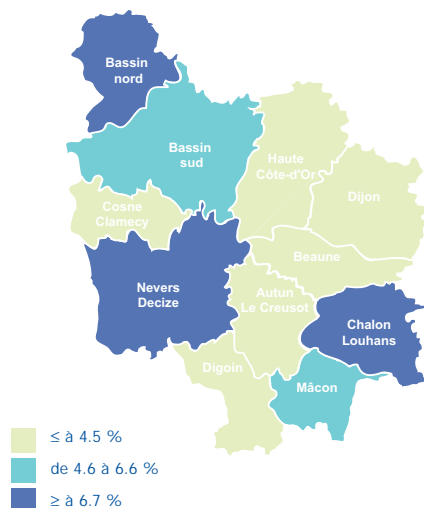 Bassin
nord
Bassin
sud
Haute
Côte-d'Or
Dijon
Cosne
Clamecy
Beaune
Nevers
Decize
Autun
Le Creusot
Chalon
Louhans
Digoin
Mâcon
≤ à 4.5 %
de 4.6 à 6.6 %
≥ à 6.7 %